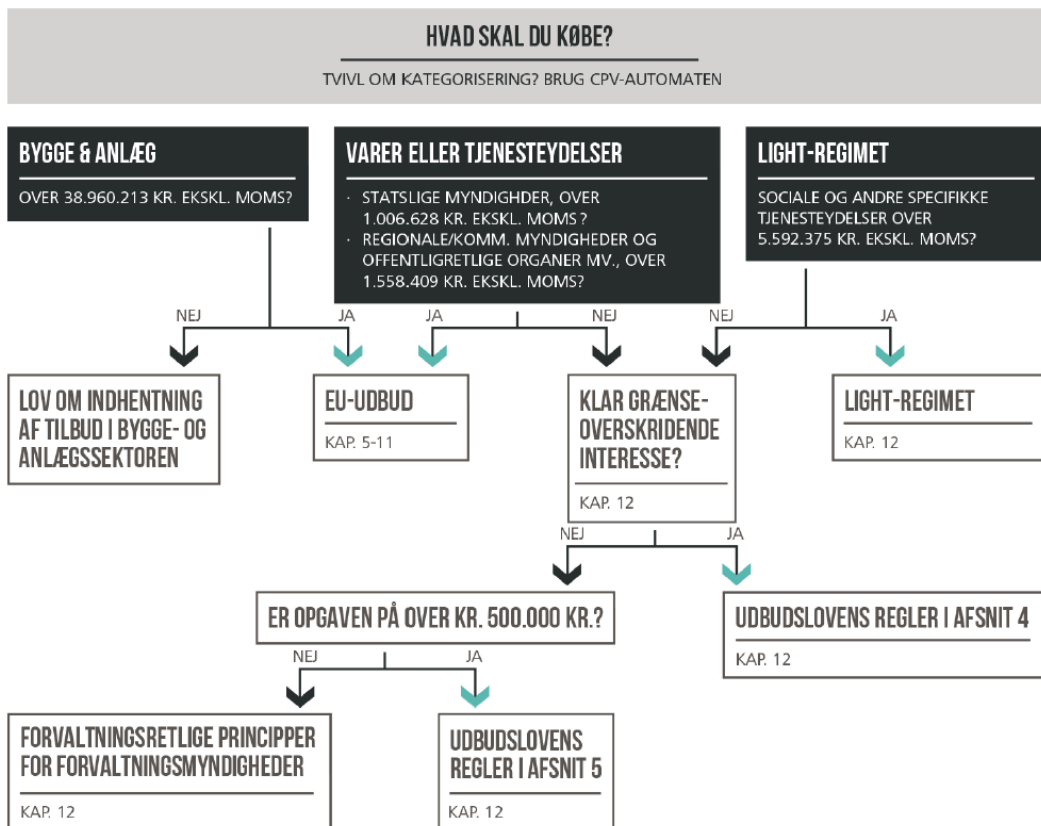 HVAD SKAL DU KØBE?
TVIVL OM KATEGORISERING? BRUG CPV-AUTOMATEN
BYGGE & ANLÆG
OVER 38.960.213 KR. EKSKL. MOMS?
VARER ELLER TJENESTEYDELSER
· STATSLIGE MYNDIGHDER, OVER
1.006.628 KR. EKSKL. MOMS ?
· REGIONALE/KOMM. MYNDIGHEDER OG
OFFENTLIGRETLIGE ORGANER MV., OVER
1.558.409 KR. EKSKL. MOMS?
LIGHT-REGIMET
SOCIALE OG ANDRE SPECIFIKKE
TJENESTEYDELSER OVER
5.592.375 KR. EKSKL. MOMS?
NEJ
JA
JA
NEJ
NEJ
JA
LOV OM INDHENTNING
AF TILBUD I BYGGE- OG
ANLÆGSSEKTOREN
EU-UDBUD
KAP. 5-11
KLAR GRÆNSE-
OVERSKRIDENDE
INTERESSE?
KAP. 12
LIGHT-REGIMET
KAP. 12
NEJ
JA
ER OPGAVEN PÅ OVER KR. 500.000 KR.?
UDBUDSLOVENS REGLER I AFSNIT 4
KAP. 12
NEJ
JA
FORVALTNINGSRETLIGE PRINCIPPER
FOR FORVALTNINGSMYNDIGHEDER
KAP. 12
UDBUDSLOVENS
REGLER I AFSNIT 5
KAP. 12